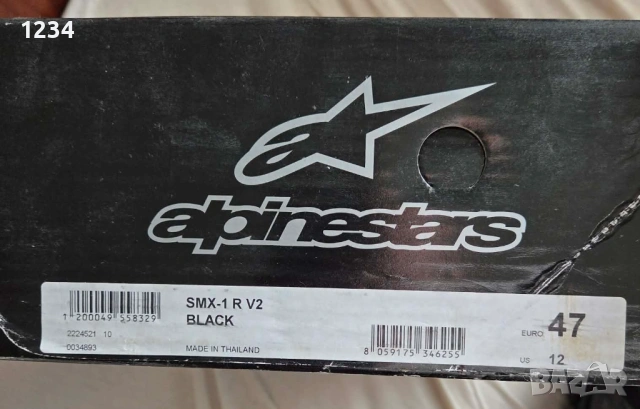 1234
alpinestars
1 200049 558329
2224521 10
0034893
SMX-1 R V2
BLACK
MADE IN THAILAND
8 059175 346255
EURO: 47
US: 12
BAZAR